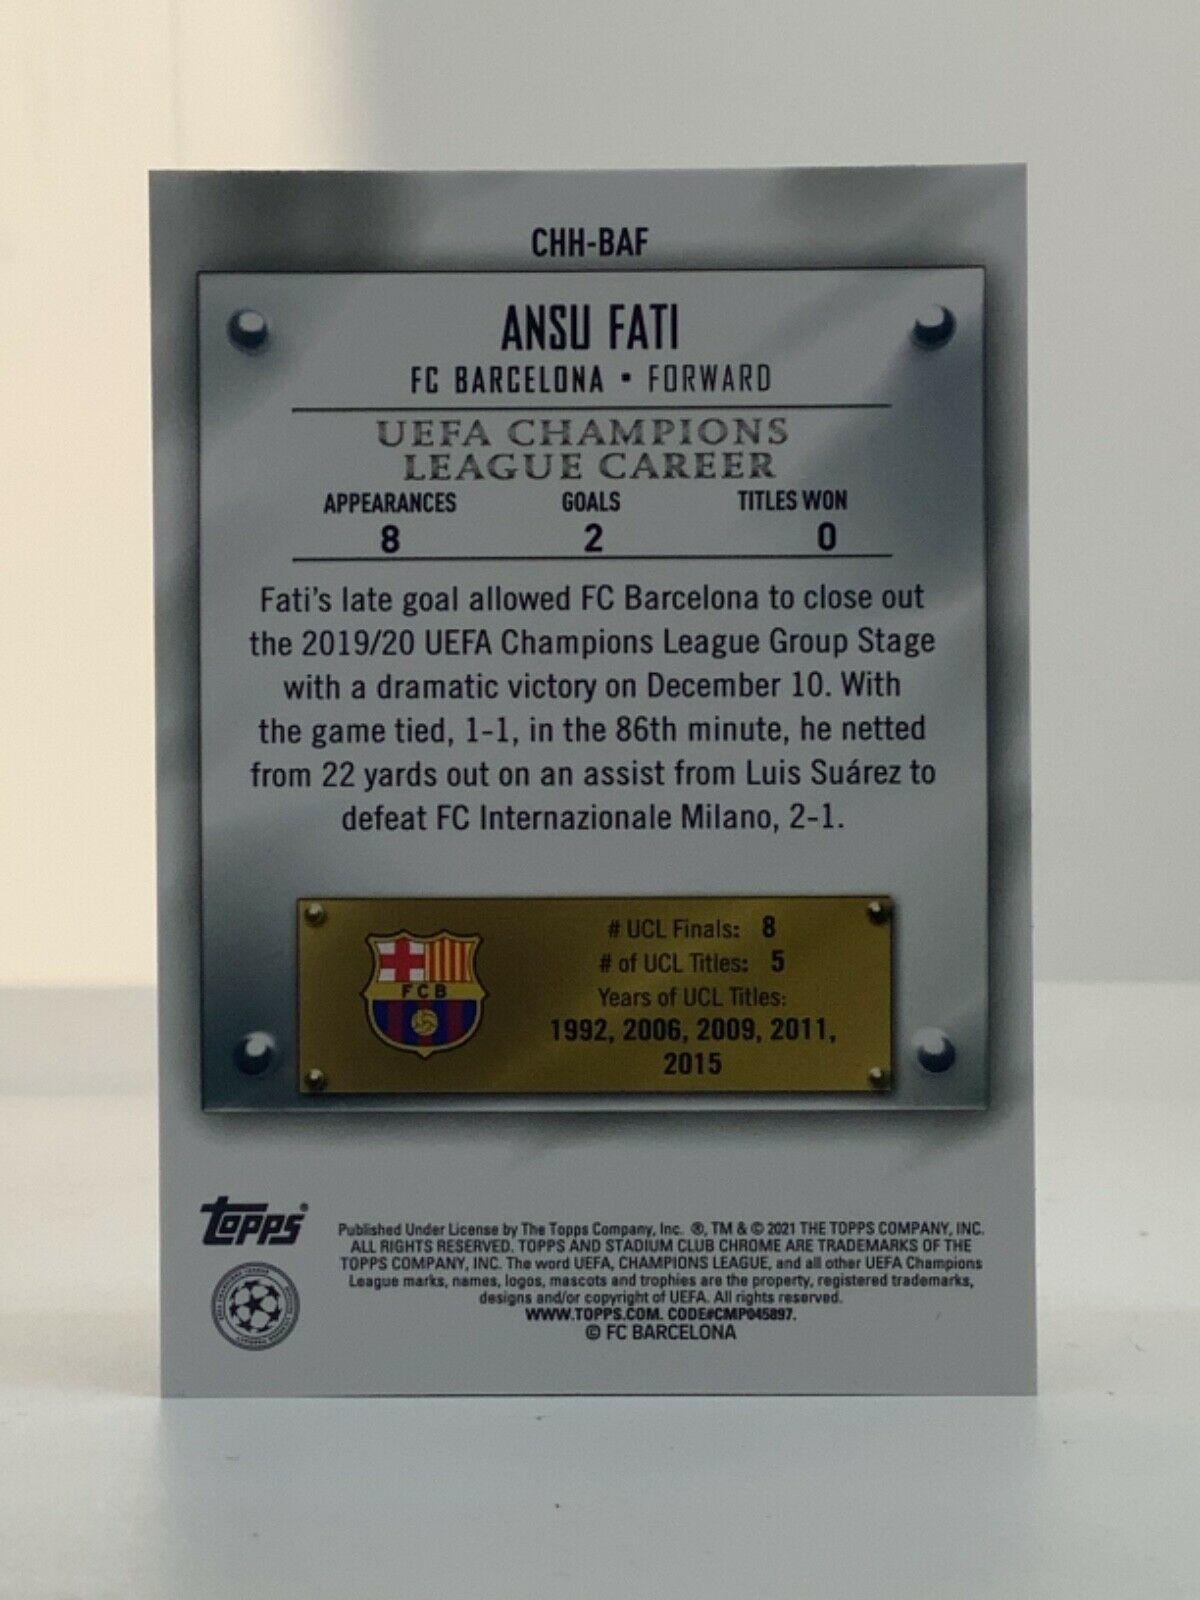 CHH-BAF
ANSU FATI
FC BARCELONA • FORWARD
UEFA CHAMPIONS
LEAGUE CAREER
APPEARANCES GOALS TITLES WON
8 2 0
Fati's late goal allowed FC Barcelona to close out
the 2019/20 UEFA Champions League Group Stage
with a dramatic victory on December 10. With
the game tied, 1-1, in the 86th minute, he netted
from 22 yards out on an assist from Luis Suárez to
defeat FC Internazionale Milano, 2-1.
FCB
# UCL Finals: 8
# of UCL Titles: 5
Years of UCL Titles:
1992, 2006, 2009, 2011,
2015
topps®
Published Under License by The Topps Company, Inc. ®, TM & © 2021 THE TOPPS COMPANY, INC.
ALL RIGHTS RESERVED. TOPPS AND STADIUM CLUB CHROME ARE TRADEMARKS OF THE
TOPPS COMPANY, INC. The word UEFA, CHAMPIONS LEAGUE, and all other UEFA Champions
League marks, names, logos, mascots and trophies are the property, registered trademarks,
designs and/or copyright of UEFA. All rights reserved.
WWW.TOPPS.COM. CODE#CMP045897.
© FC BARCELONA